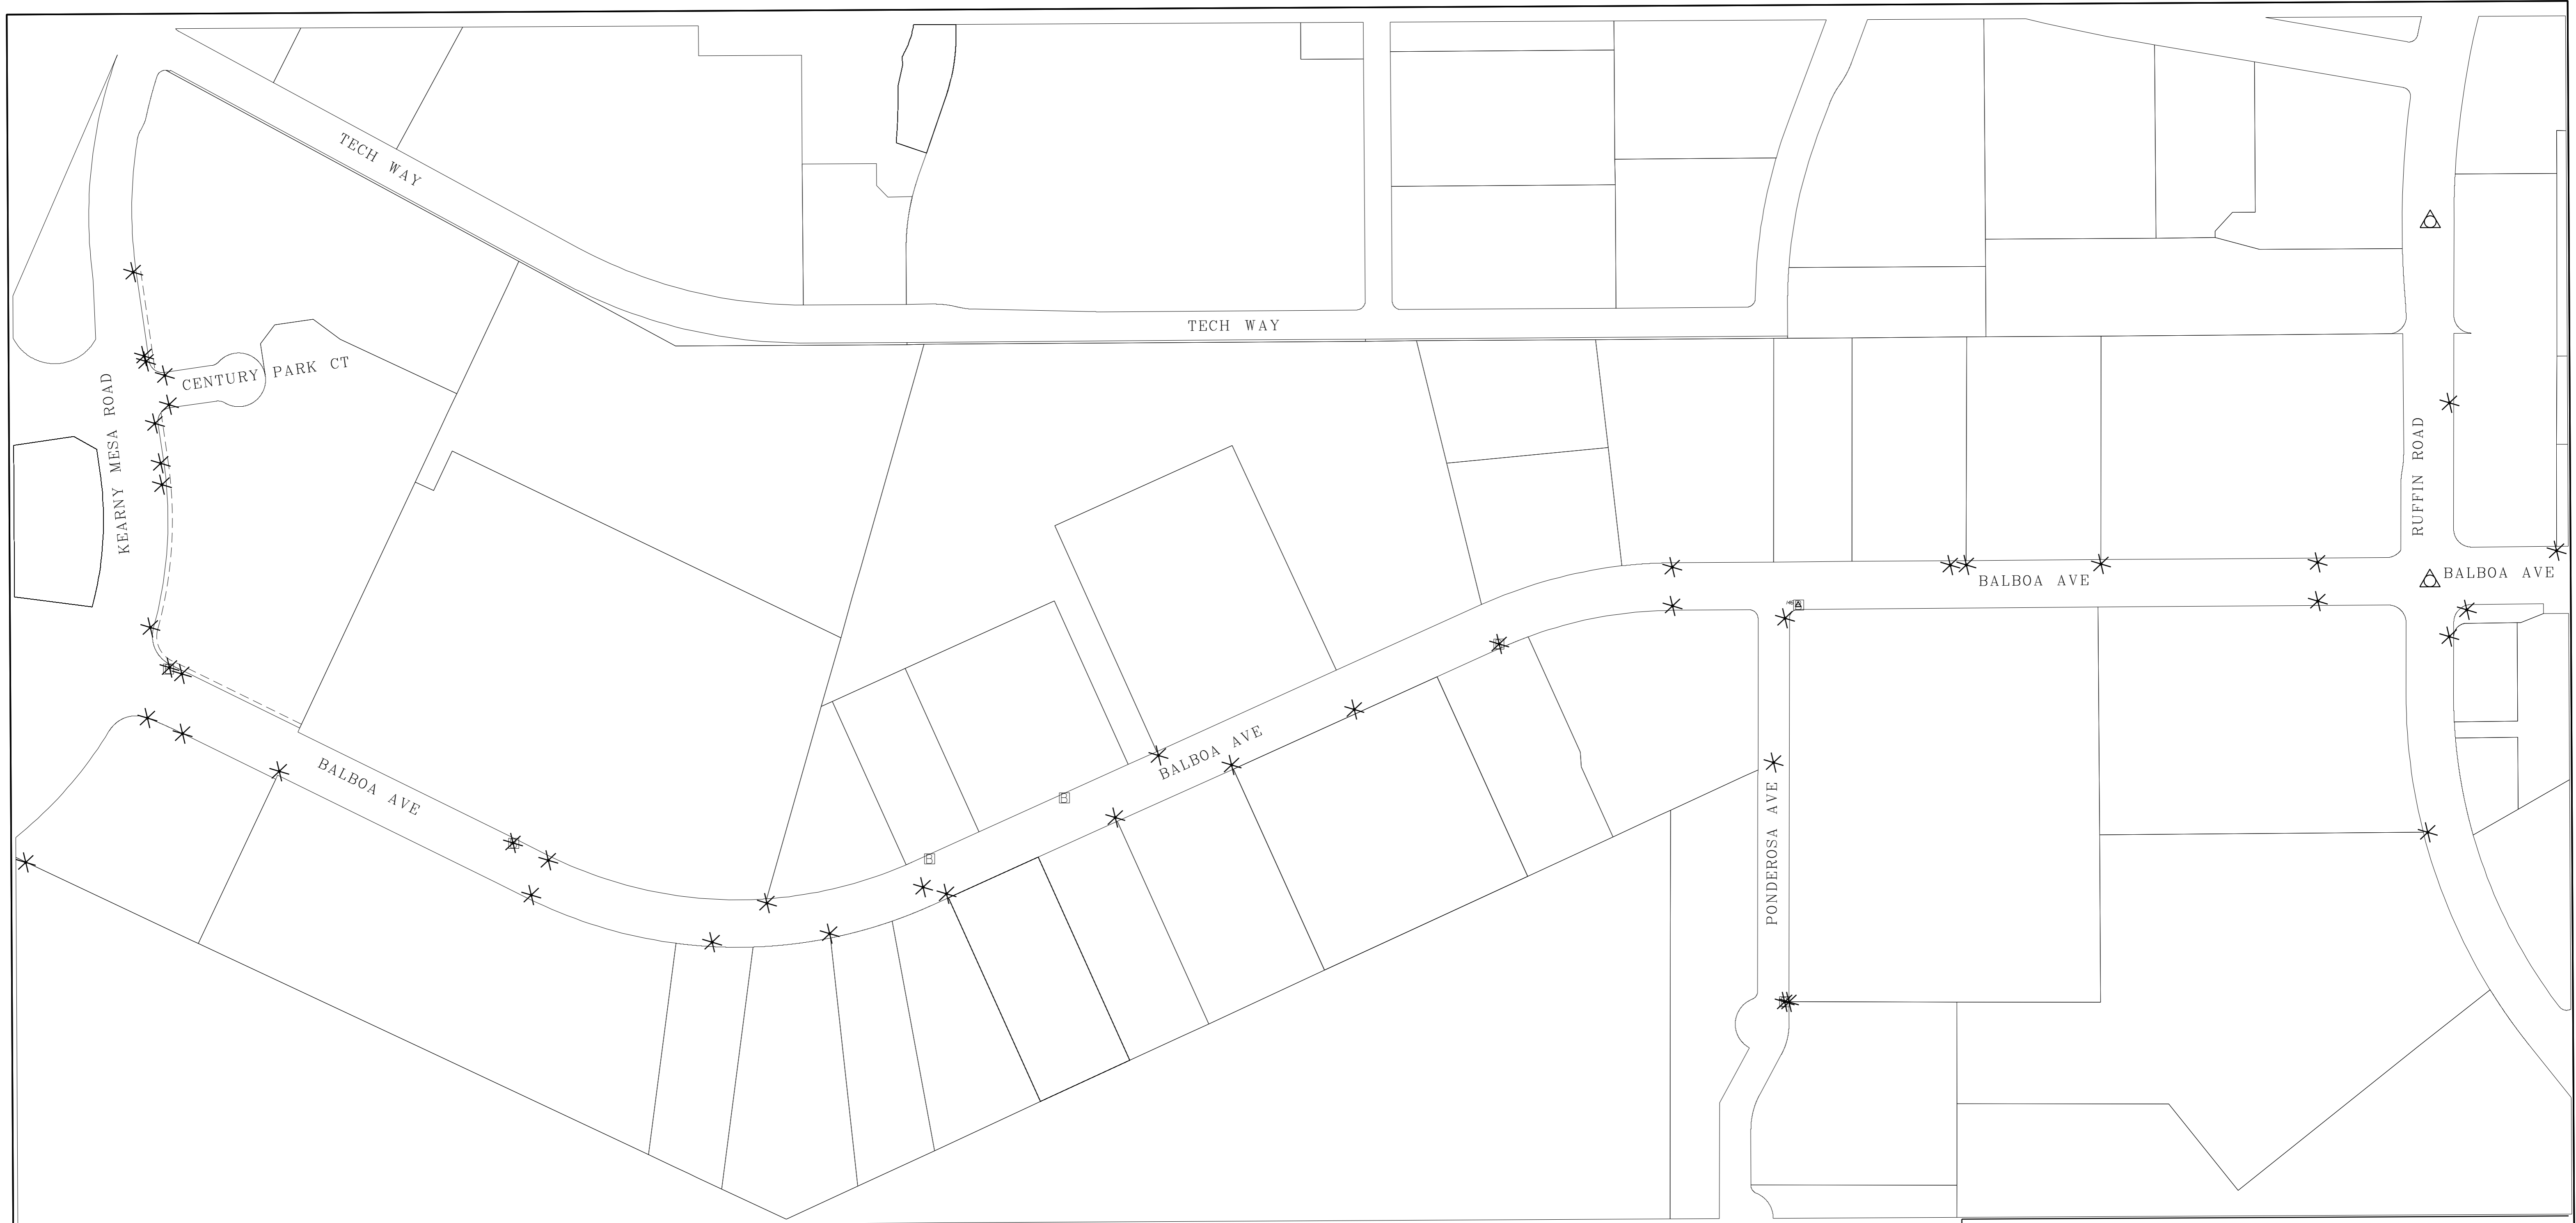 TECH WAY
TECH WAY
CENTURY PARK CT
KEARNY MESA ROAD
RUFFIN ROAD
BALBOA AVE
BALBOA AVE
BALBOA AVE
BALBOA AVE
PONDEROSA AVE
B
B